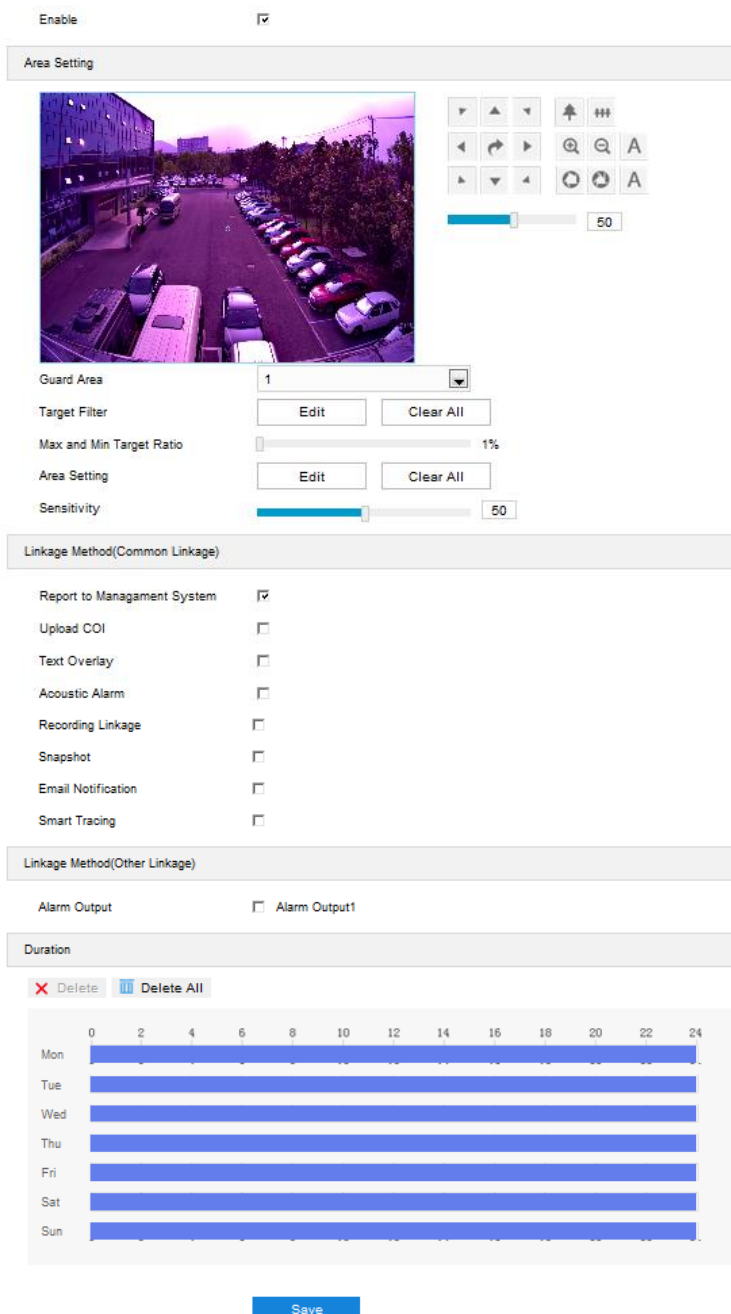 Enable
Area Setting
A
A
50
Guard Area 1
Target Filter Edit Clear All
Max and Min Target Ratio 1%
Area Setting Edit Clear All
Sensitivity 50
Linkage Method(Common Linkage)
Report to Managament System
Upload COI
Text Overlay
Acoustic Alarm
Recording Linkage
Snapshot
Email Notification
Smart Tracing
Linkage Method(Other Linkage)
Alarm Output Alarm Output1
Duration
Delete Delete All
0 2 4 6 8 10 12 14 16 18 20 22 24
Mon
Tue
Wed
Thu
Fri
Sat
Sun
Save